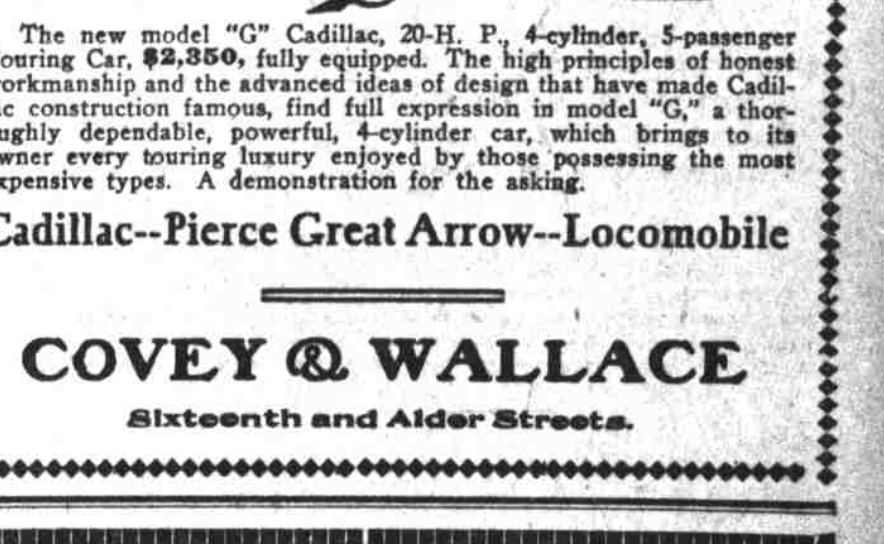 The new model "G" Cadillac, 20-H. P., 4-cylinder, 5-passenger
ouring Car, $2,350, fully equipped. The high principles of honest
orkmanship and the advanced ideas of design that have made Cadil-
ac construction famous, find full expression in model "G," a thor-
ughly dependable, powerful, 4-cylinder car, which brings to its
wner every touring luxury enjoyed by those possessing the most
xpensive types. A demonstration for the asking.
Cadillac--Pierce Great Arrow--Locomobile
COVEY & WALLACE
Sixteenth and Alder Streets.